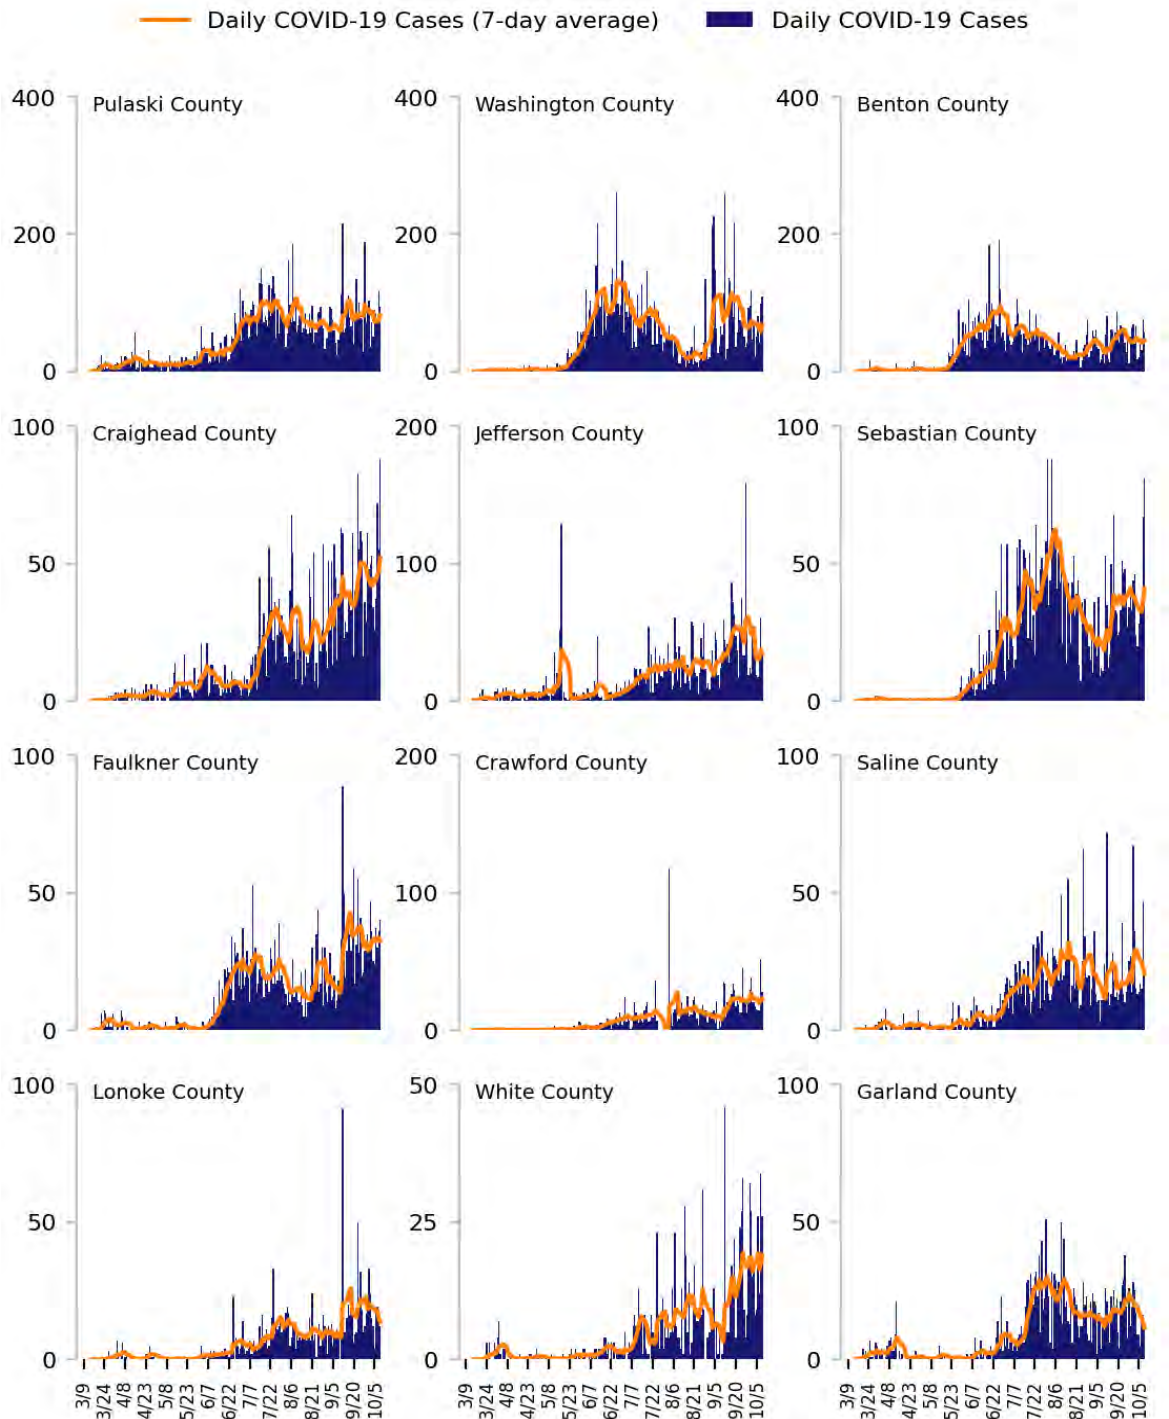 Daily COVID-19 Cases (7-day average) Daily COVID-19 Cases
400 Pulaski County 400 Washington County 400 Benton County
200 200 200
0 0 0
100 Craighead County 200 Jefferson County 100 Sebastian County
50 100 50
0 0 0
100 Faulkner County 200 Crawford County 100 Saline County
50 100 50
0 0 0
100 Lonoke County 50 White County 100 Garland County
50 25 50
0 0 0
3/9 3/24 4/8 4/23 5/8 5/23 6/7 6/22 7/7 7/22 8/6 8/21 9/5 9/20 10/5 3/9 3/24 4/8 4/23 5/8 5/23 6/7 6/22 7/7 7/22 8/6 8/21 9/5 9/20 10/5 3/9 3/24 4/8 4/23 5/8 5/23 6/7 6/22 7/7 7/22 8/6 8/21 9/5 9/20 10/5